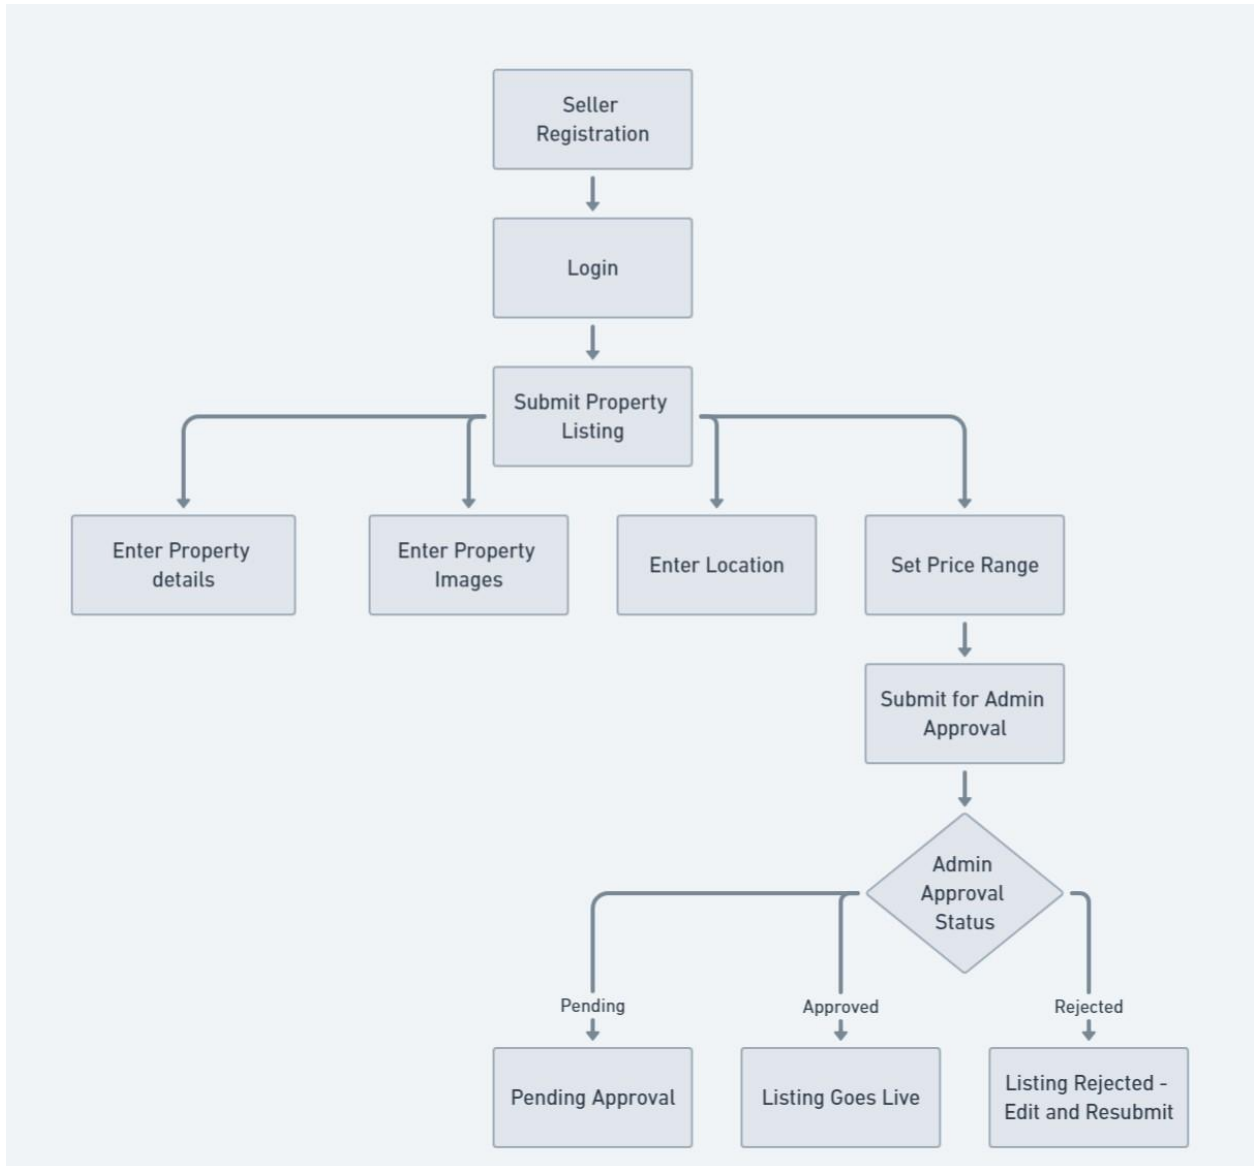 Seller
Registration
Login
Submit Property
Listing
Enter Property
details
Enter Property
Images
Enter Location
Set Price Range
Submit for Admin
Approval
Admin
Approval
Status
Pending
Approved
Rejected
Pending Approval
Listing Goes Live
Listing Rejected -
Edit and Resubmit